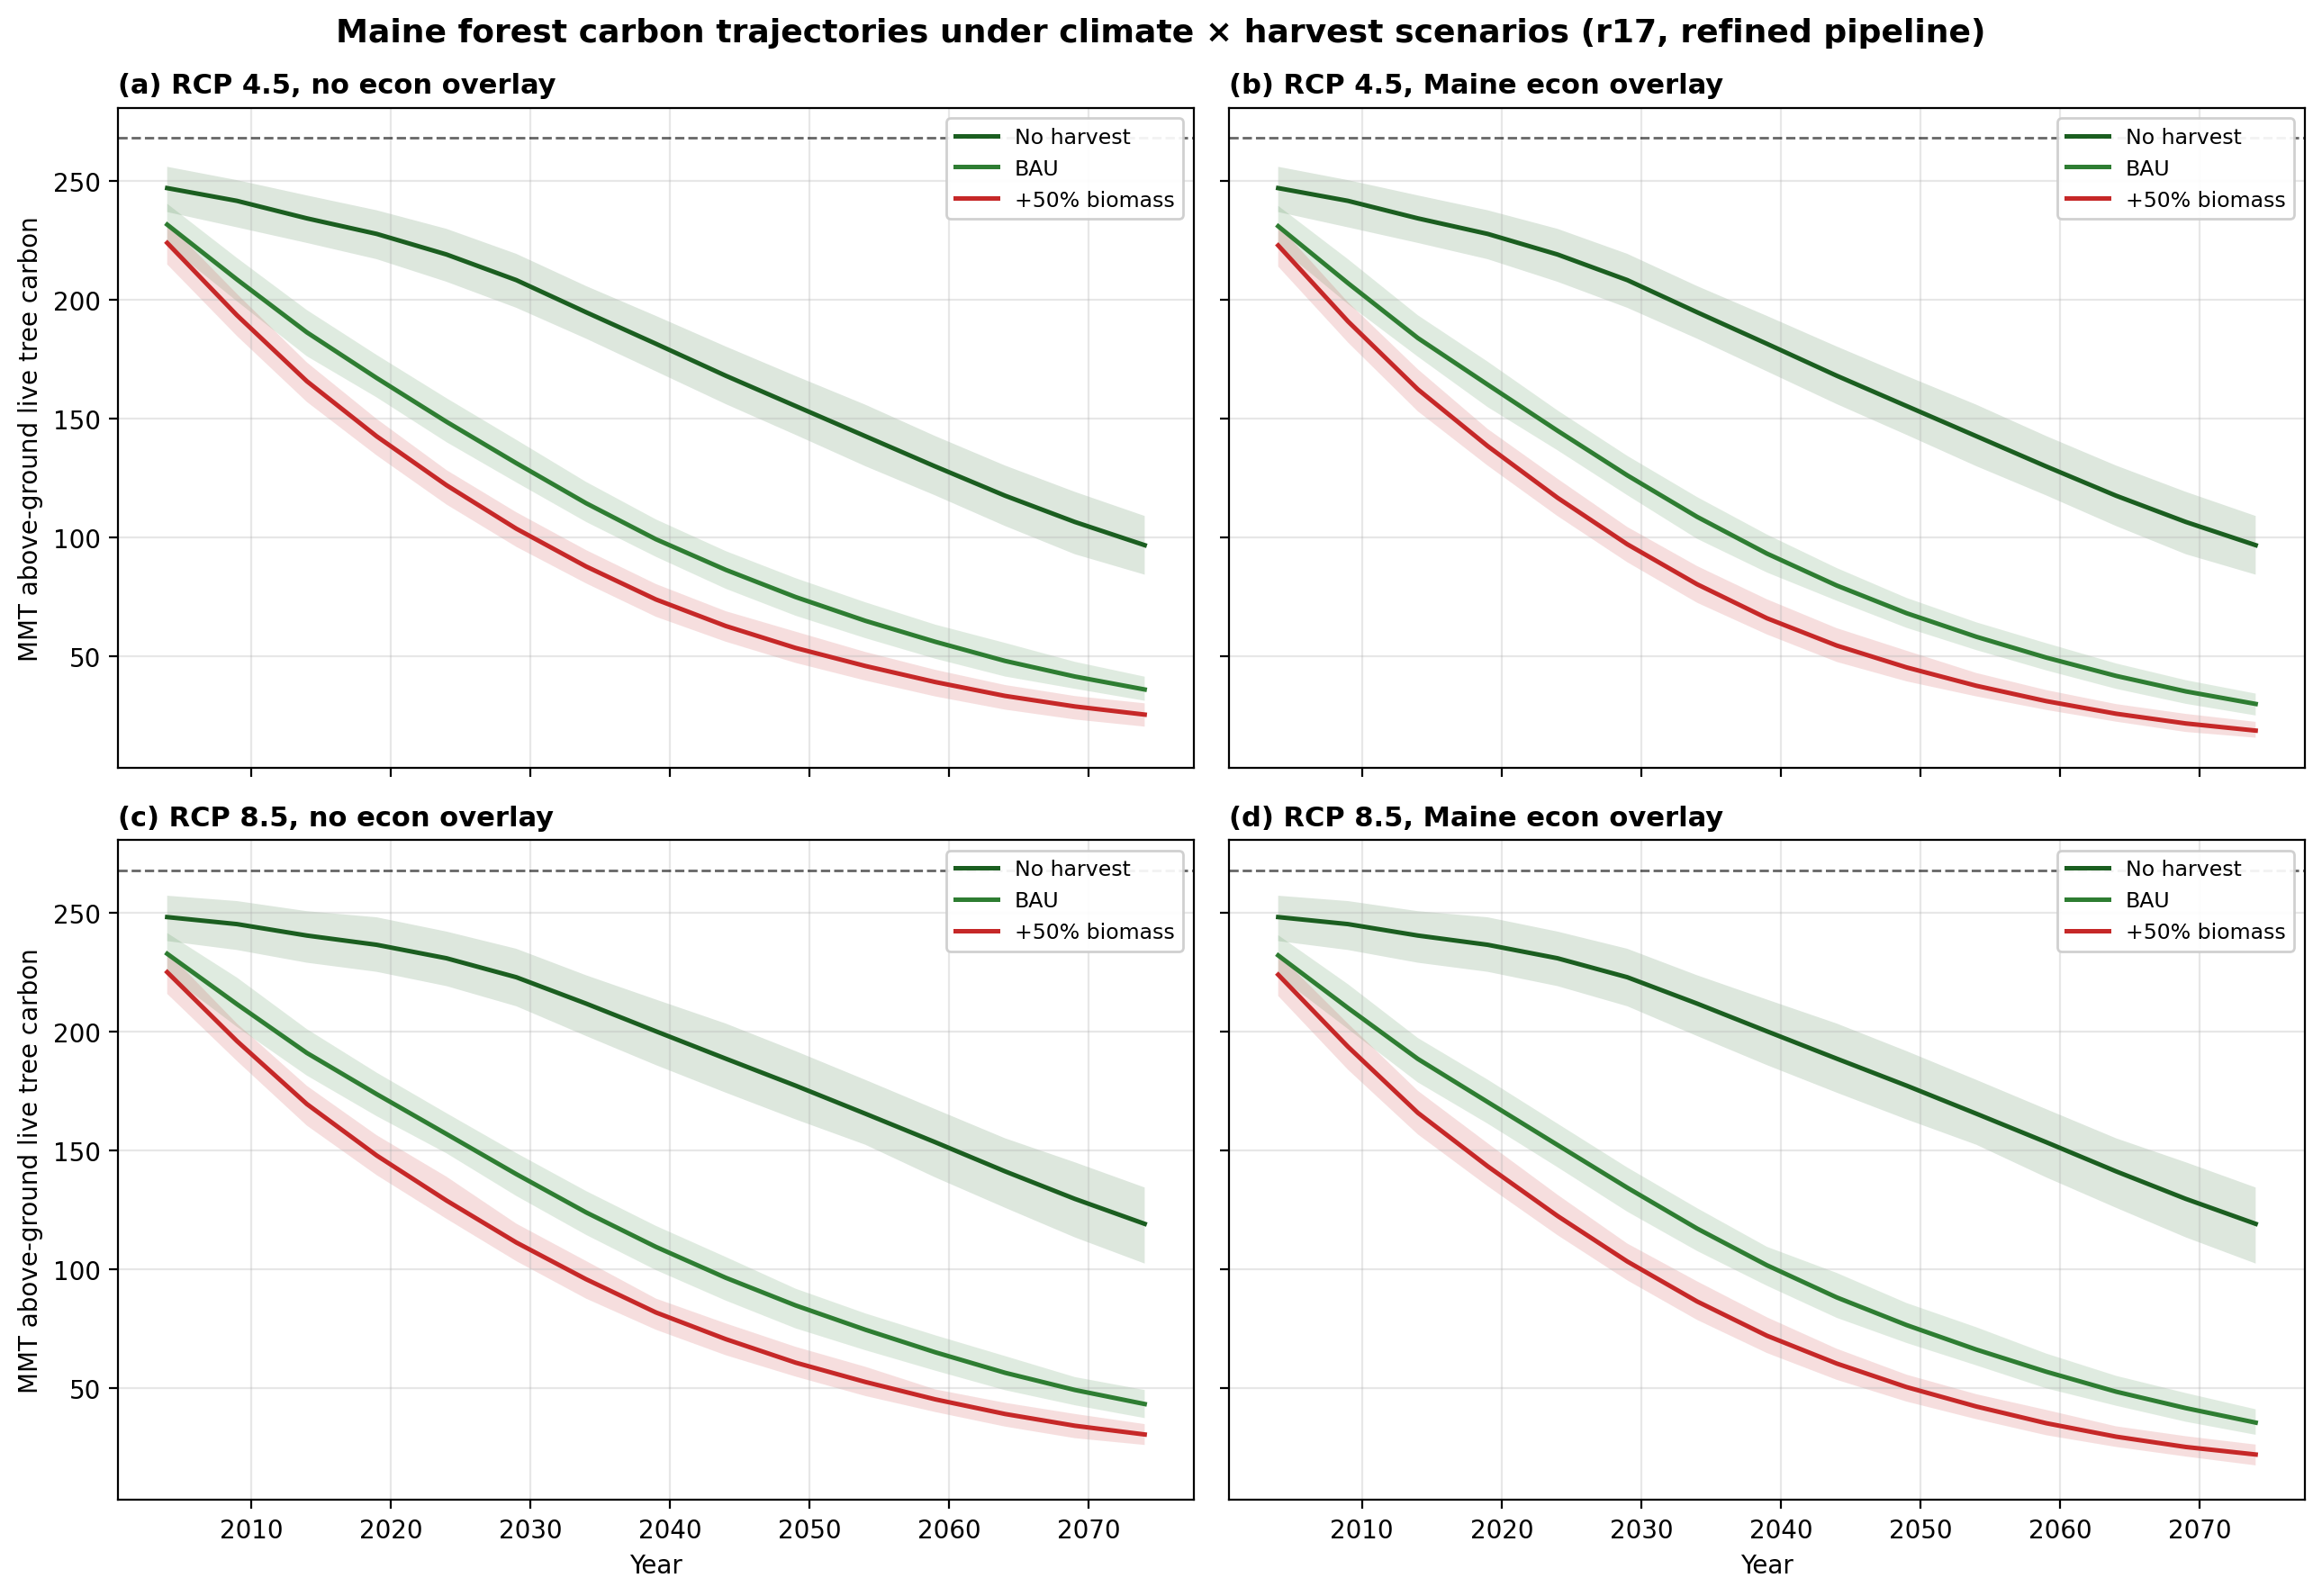 Maine forest carbon trajectories under climate × harvest scenarios (r17, refined pipeline)
(a) RCP 4.5, no econ overlay
MMT above-ground live tree carbon
250
200
150
100
50
No harvest
BAU
+50% biomass
(b) RCP 4.5, Maine econ overlay
No harvest
BAU
+50% biomass
(c) RCP 8.5, no econ overlay
MMT above-ground live tree carbon
250
200
150
100
50
No harvest
BAU
+50% biomass
2010 2020 2030 2040 2050 2060 2070
Year
(d) RCP 8.5, Maine econ overlay
No harvest
BAU
+50% biomass
2010 2020 2030 2040 2050 2060 2070
Year